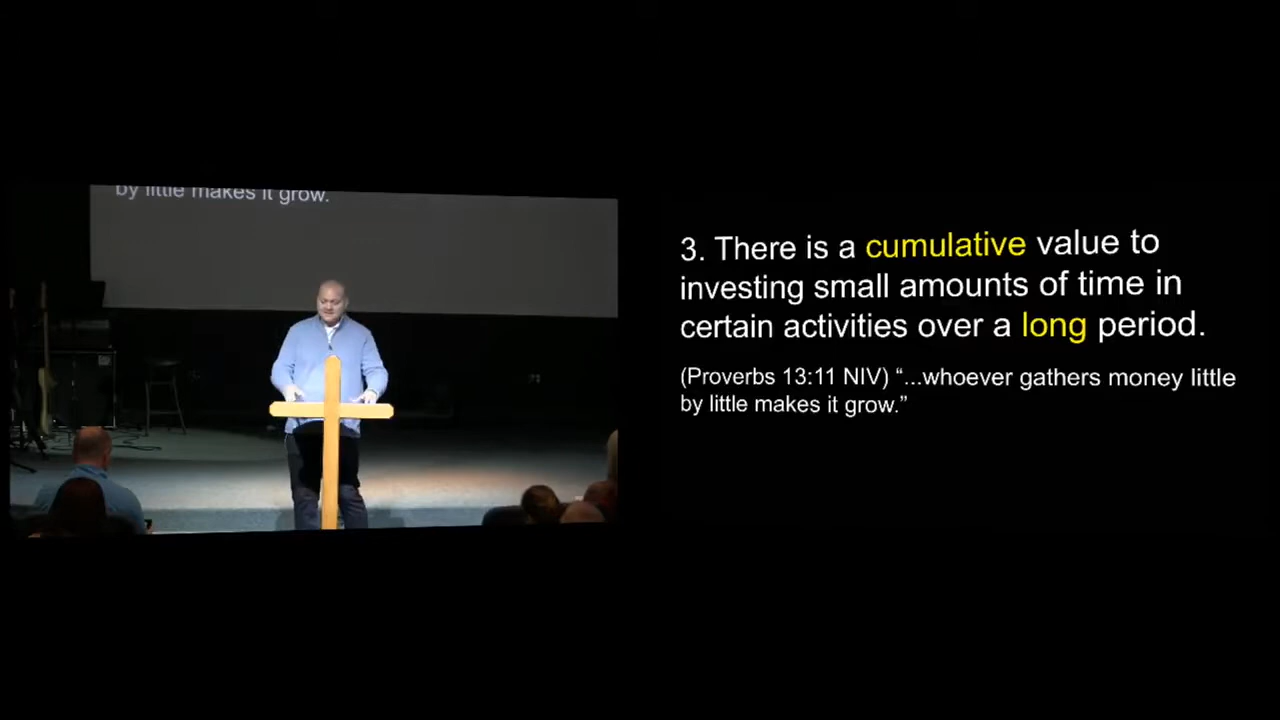 by little makes it grow.
3. There is a cumulative value to
investing small amounts of time in
certain activities over a long period.
(Proverbs 13:11 NIV) “...whoever gathers money little
by little makes it grow.”